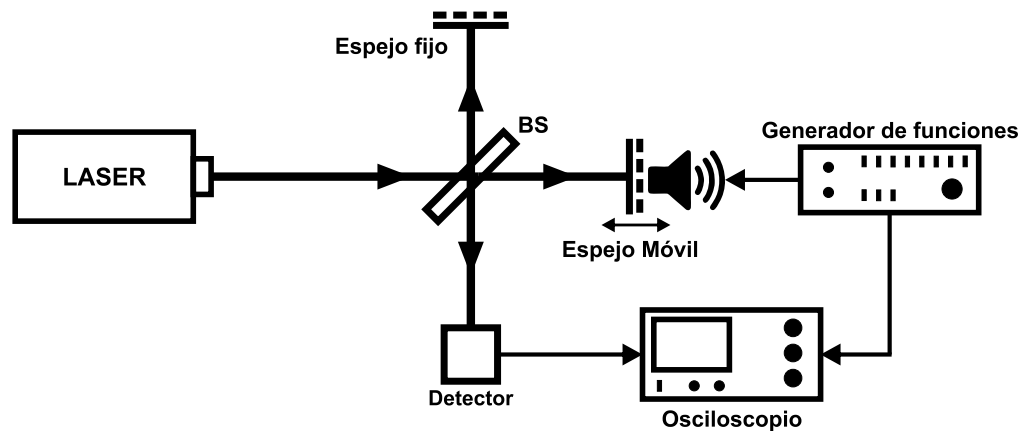 Espejo fijo
BS
Generador de funciones
LASER
Espejo Móvil
Detector
Osciloscopio